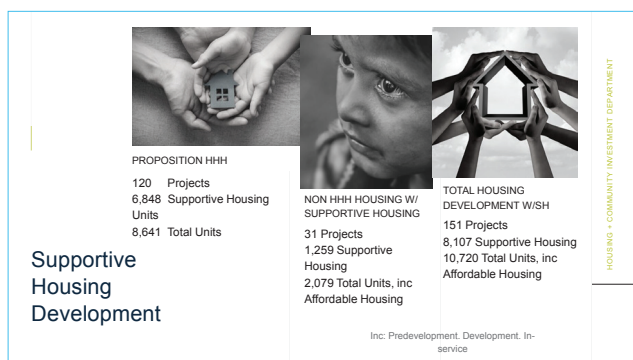 PROPOSITION HHH
120 Projects
6,848 Supportive Housing
Units
8,641 Total Units
NON HHH HOUSING W/
SUPPORTIVE HOUSING
31 Projects
1,259 Supportive
Housing
2,079 Total Units, inc
Affordable Housing
TOTAL HOUSING
DEVELOPMENT W/SH
151 Projects
8,107 Supportive Housing
10,720 Total Units, inc
Affordable Housing
Supportive
Housing
Development
Inc: Predevelopment. Development. In-
service
HOUSING + COMMUNITY INVESTMENT DEPARTMENT